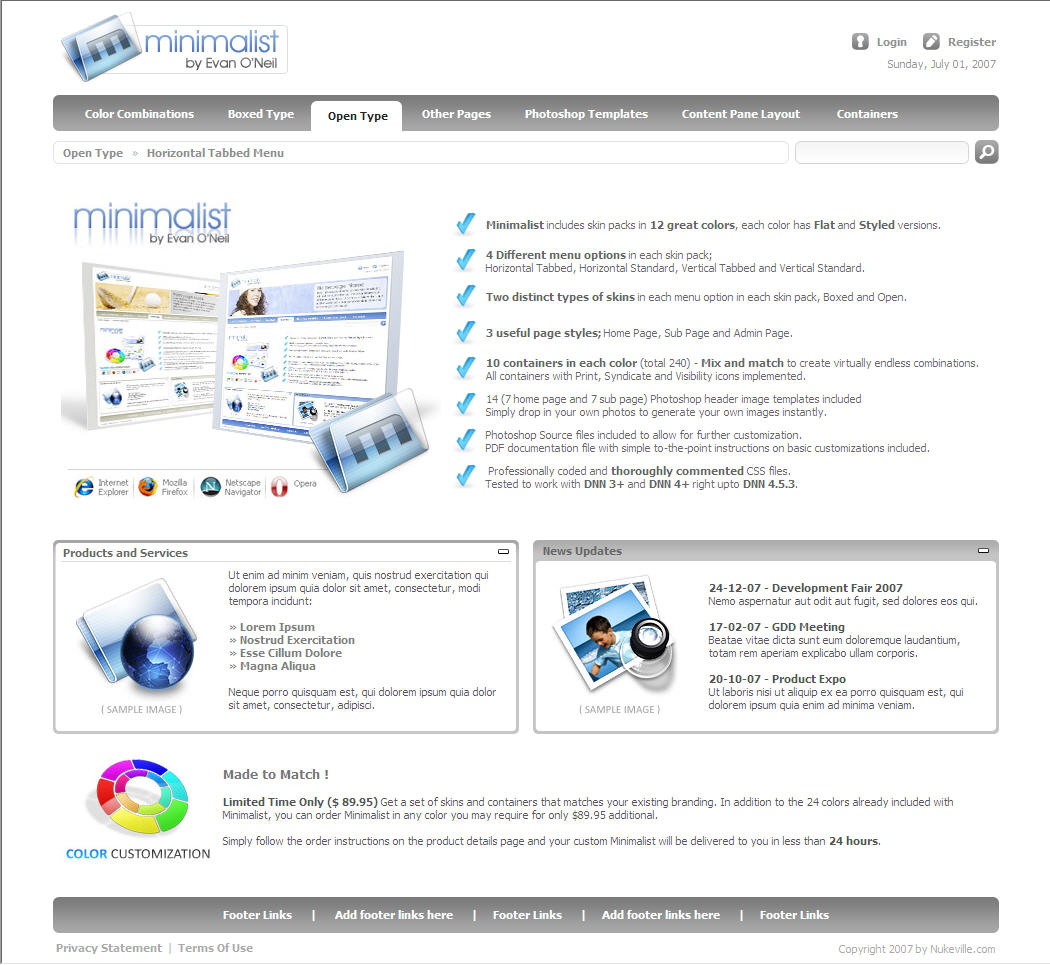 minimalist
by Evan O'Neil
Login Register
Sunday, July 01, 2007
Color Combinations Boxed Type Open Type Other Pages Photoshop Templates Content Pane Layout Containers
Open Type » Horizontal Tabbed Menu
minimalist
by Evan O'Neil
Internet Explorer
Mozilla Firefox
Netscape Navigator
Opera
Minimalist includes skin packs in 12 great colors, each color has Flat and Styled versions.
4 Different menu options in each skin pack;
Horizontal Tabbed, Horizontal Standard, Vertical Tabbed and Vertical Standard.
Two distinct types of skins in each menu option in each skin pack, Boxed and Open.
3 useful page styles; Home Page, Sub Page and Admin Page.
10 containers in each color (total 240) - Mix and match to create virtually endless combinations.
All containers with Print, Syndicate and Visibility icons implemented.
14 (7 home page and 7 sub page) Photoshop header image templates included
Simply drop in your own photos to generate your own images instantly.
Photoshop Source files included to allow for further customization.
PDF documentation file with simple to-the-point instructions on basic customizations included.
Professionally coded and thoroughly commented CSS files.
Tested to work with DNN 3+ and DNN 4+ right upto DNN 4.5.3.
Products and Services
Ut enim ad minim veniam, quis nostrud exercitation qui
dolorem ipsum quia dolor sit amet, consectetur, modi
tempora incidunt:
» Lorem Ipsum
» Nostrud Exercitation
» Esse Cillum Dolore
» Magna Aliqua
Neque porro quisquam est, qui dolorem ipsum quia dolor
sit amet, consectetur, adipisci.
( SAMPLE IMAGE )
News Updates
24-12-07 - Development Fair 2007
Nemo aspernatur aut odit aut fugit, sed dolores eos qui.
17-02-07 - GDD Meeting
Beatae vitae dicta sunt eum doloremque laudantium,
totam rem aperiam explicabo ullam corporis.
20-10-07 - Product Expo
Ut laboris nisi ut aliquip ex ea porro quisquam est, qui
dolorem ipsum quia enim ad minima veniam.
( SAMPLE IMAGE )
COLOR CUSTOMIZATION
Made to Match !
Limited Time Only ($ 89.95) Get a set of skins and containers that matches your existing branding. In addition to the 24 colors already included with
Minimalist, you can order Minimalist in any color you may require for only $89.95 additional.
Simply follow the order instructions on the product details page and your custom Minimalist will be delivered to you in less than 24 hours.
Footer Links | Add footer links here | Footer Links | Add footer links here | Footer Links
Privacy Statement | Terms Of Use
Copyright 2007 by Nukeville.com